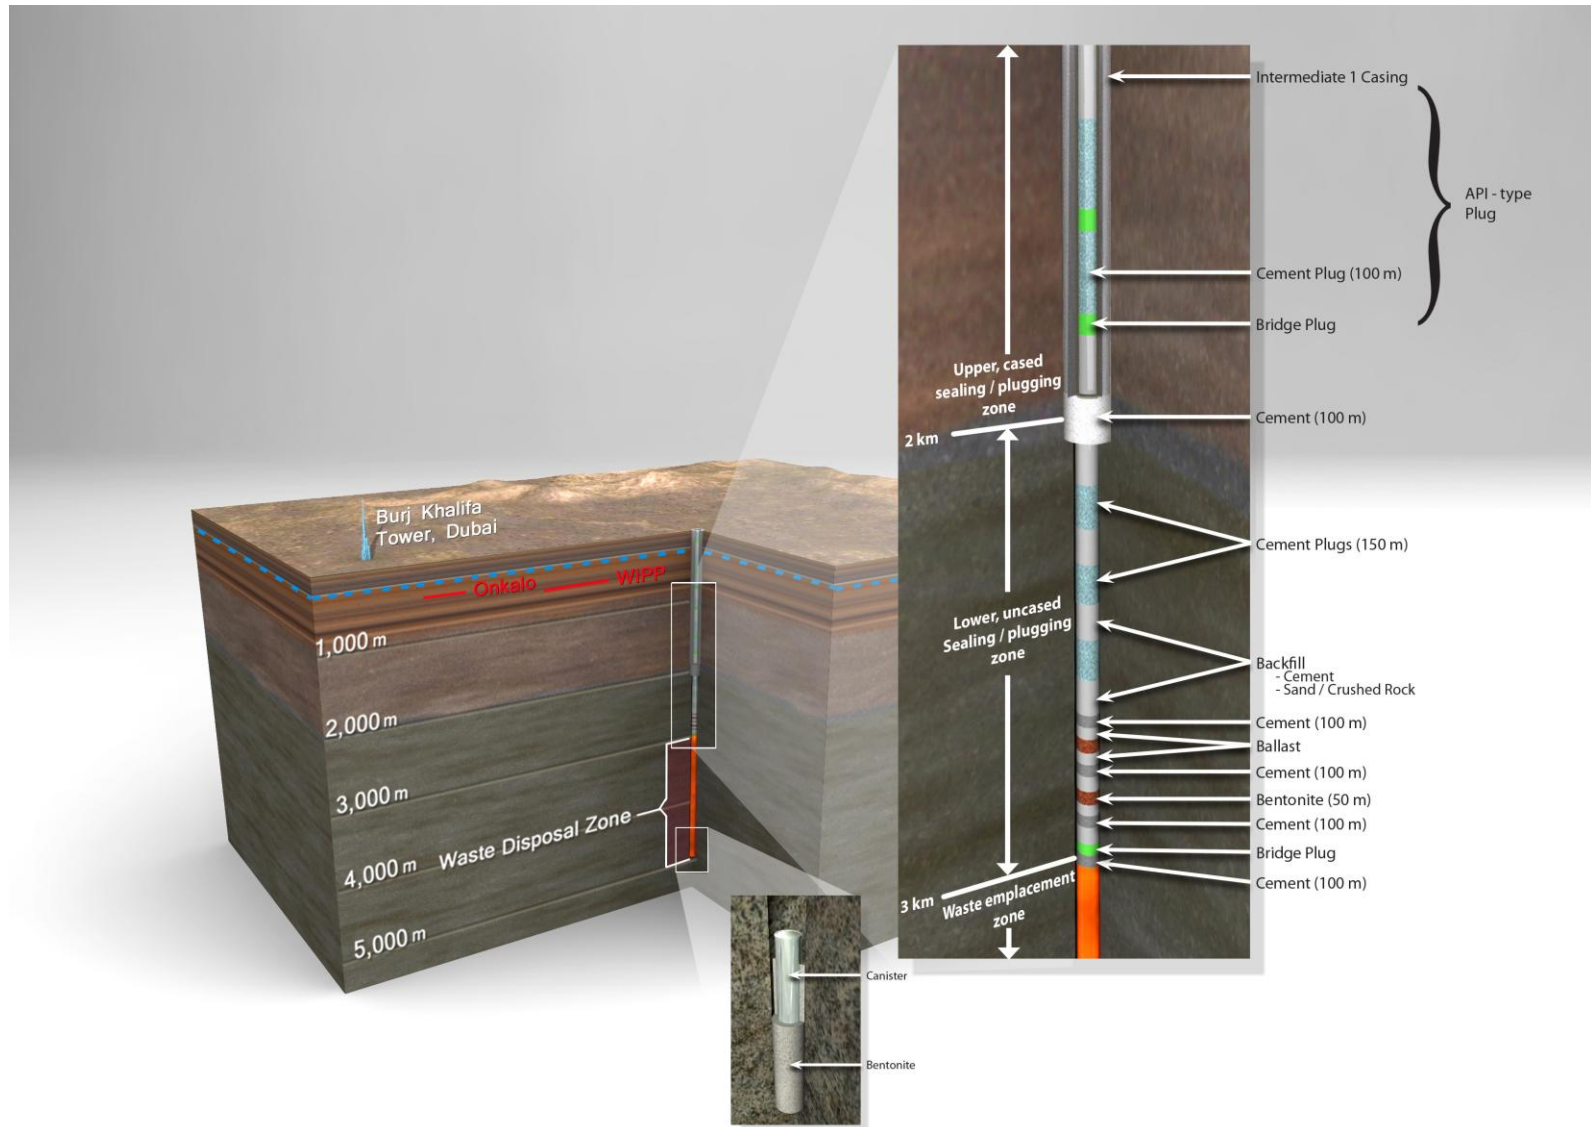 Burj Khalifa
Tower, Dubai
Onkalo
WIPP
1,000 m
2,000 m
3,000 m
4,000 m
5,000 m
Waste Disposal Zone
Canister
Bentonite
Upper, cased
sealing / plugging
zone
2 km
Lower, uncased
Sealing / plugging
zone
3 km
Waste emplacement
zone
Intermediate 1 Casing
API - type
Plug
Cement Plug (100 m)
Bridge Plug
Cement (100 m)
Cement Plugs (150 m)
Backfill
- Cement
- Sand / Crushed Rock
Cement (100 m)
Ballast
Cement (100 m)
Bentonite (50 m)
Cement (100 m)
Bridge Plug
Cement (100 m)